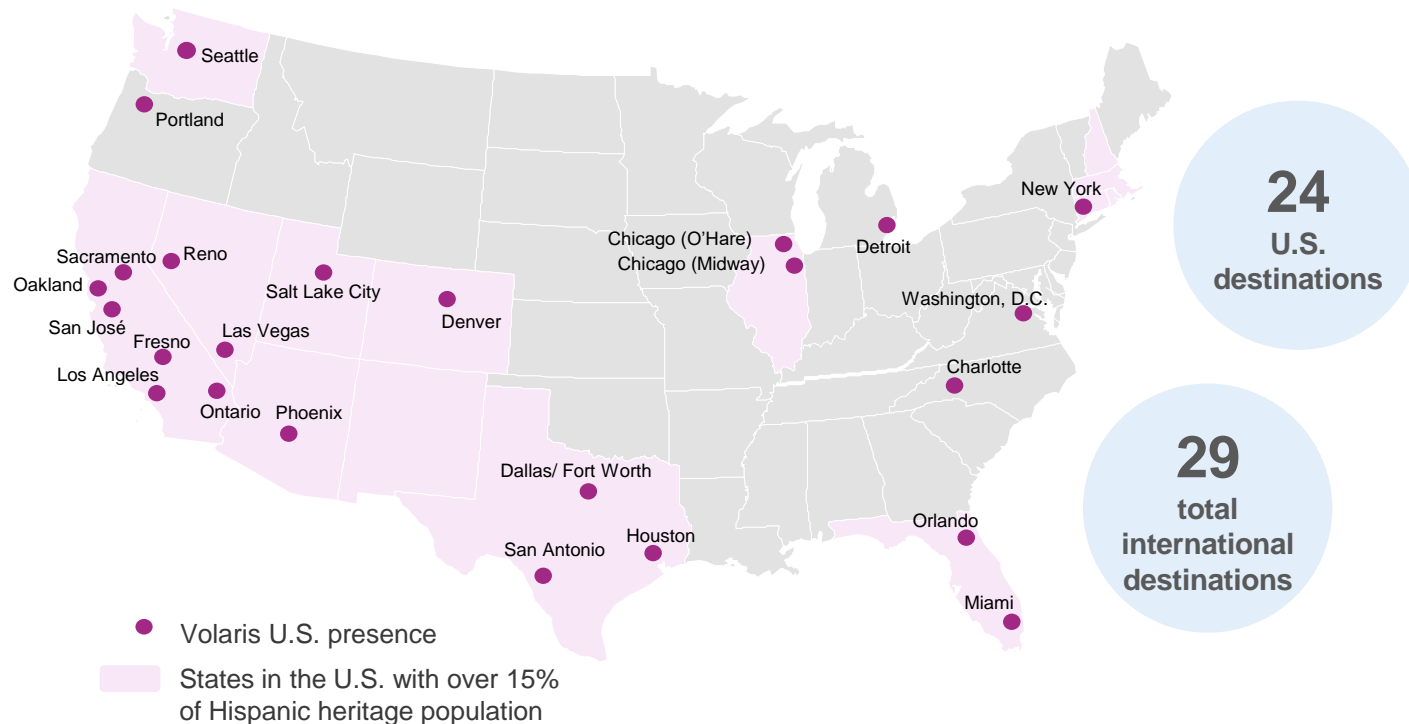 Seattle
Portland
New York
24
U.S.
destinations
Chicago (O’Hare)
Detroit
Chicago (Midway)
Sacramento
Reno
Oakland
Salt Lake City
San José
Las Vegas
Denver
Washington, D.C.
Fresno
Los Angeles
Ontario
Phoenix
Charlotte
29
total
international
destinations
Dallas/ Fort Worth
Orlando
San Antonio
Houston
Miami
Volaris U.S. presence
States in the U.S. with over 15%
of Hispanic heritage population